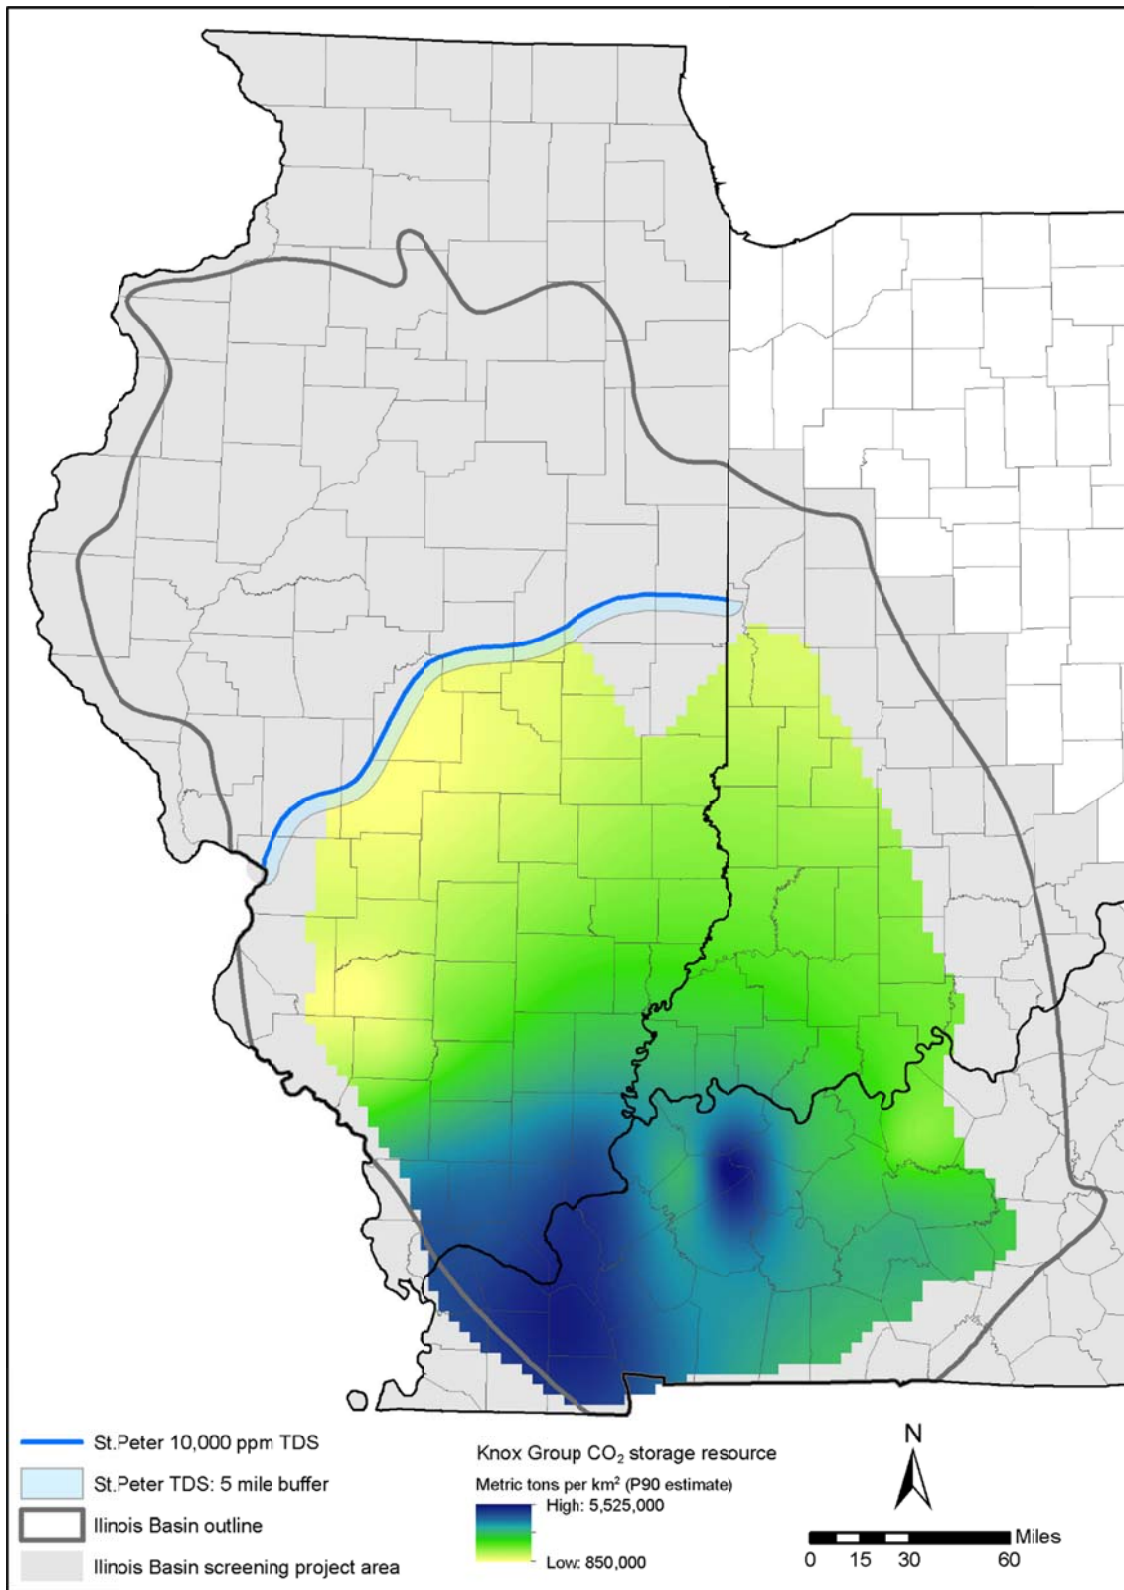 St.Peter 10,000 ppm TDS
St.Peter TDS: 5 mile buffer
Ilinois Basin outline
Ilinois Basin screening project area
Knox Group CO₂ storage resource
Metric tons per km² (P90 estimate)
High: 5,525,000
Low: 850,000
N
Miles
0 15 30 60